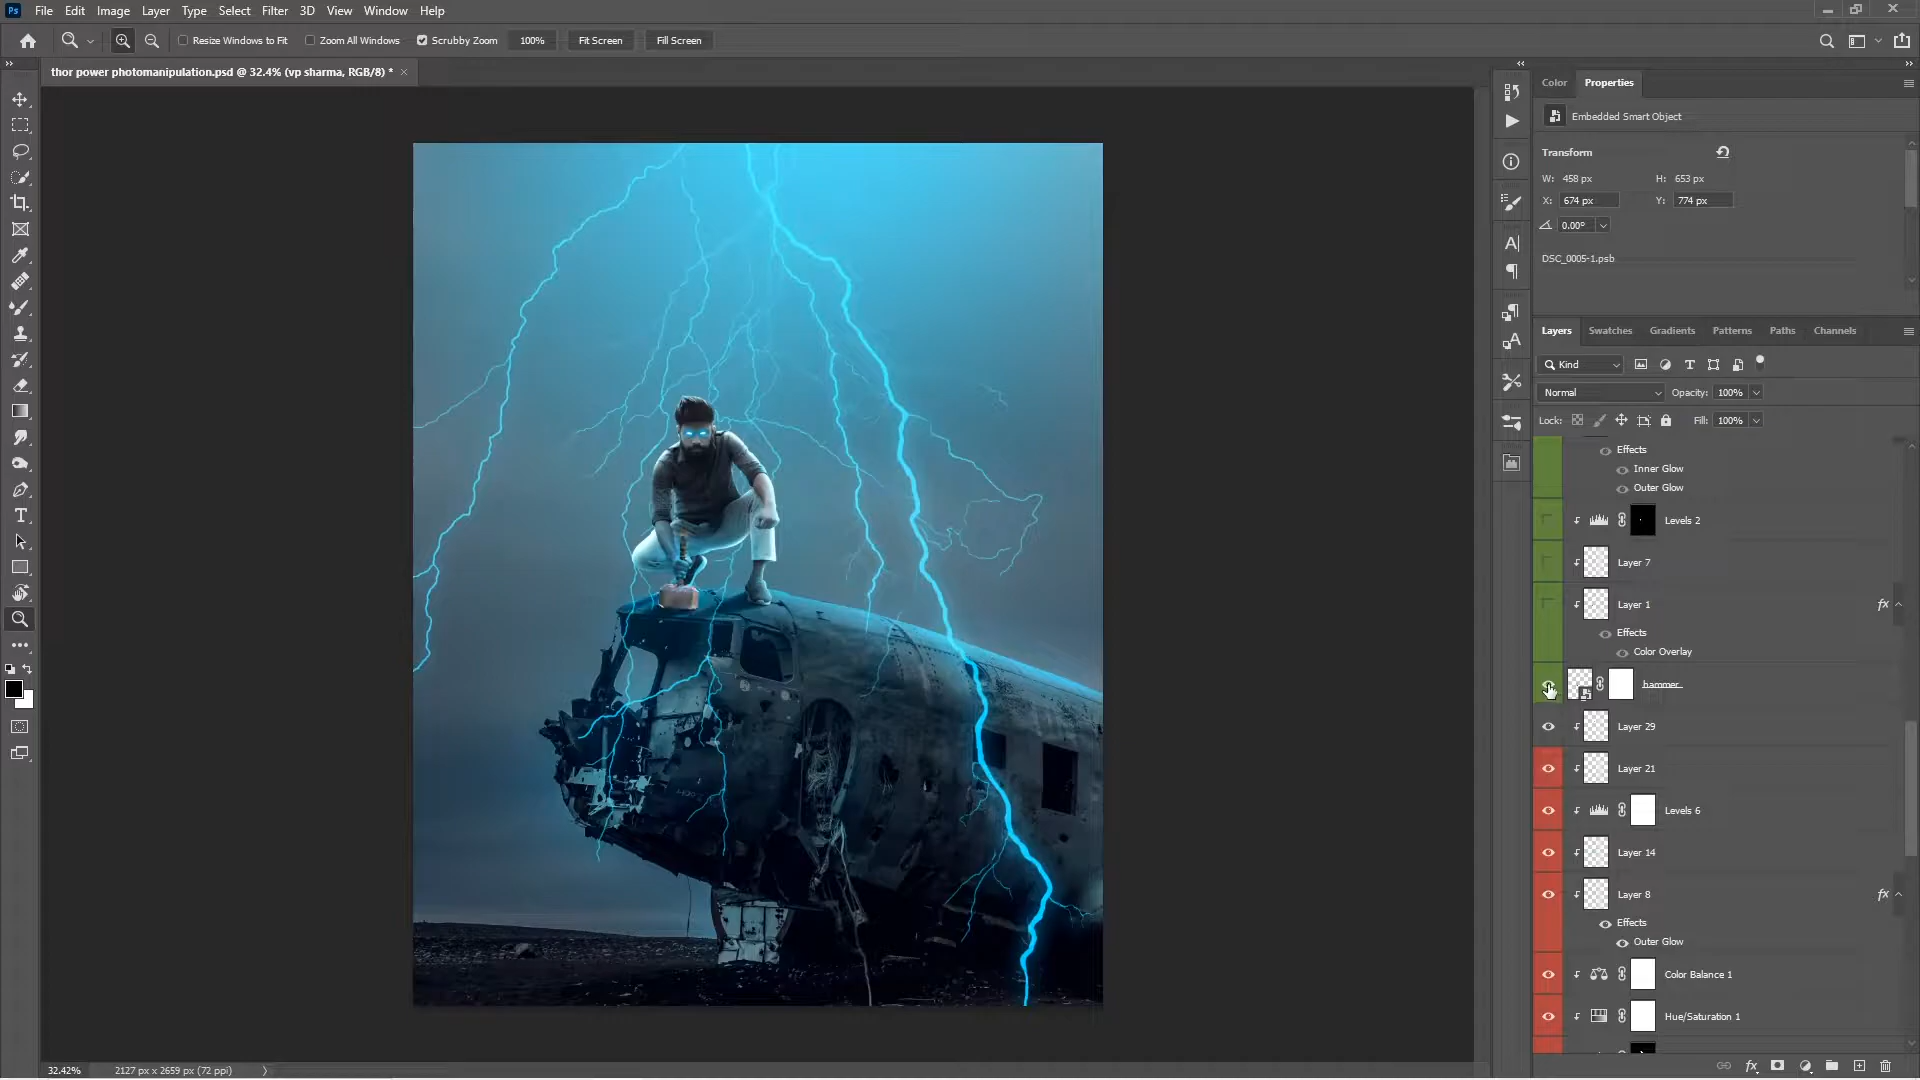 Ps File Edit Image Layer Type Select Filter 3D View Window Help
Resize Windows to Fit Zoom All Windows Scrubby Zoom 100% Fit Screen Fill Screen
thor power photomanipulation.psd @ 32.4% (vp sharma, RGB/8) *
Color Properties
Embedded Smart Object
Transform
W: 458 px H: 653 px
X: 674 px Y: 774 px
0.00°
DSC_0005-1.psb
Layers Swatches Gradients Patterns Paths Channels
Kind
Normal Opacity: 100%
Lock: Fill: 100%
Effects
Inner Glow
Outer Glow
Levels 2
Layer 7
Layer 1 fx
Effects
Color Overlay
hammer
Layer 29
Layer 21
Levels 6
Layer 14
Layer 8 fx
Effects
Outer Glow
Color Balance 1
Hue/Saturation 1
32.42% 2127 px x 2659 px (72 ppi)